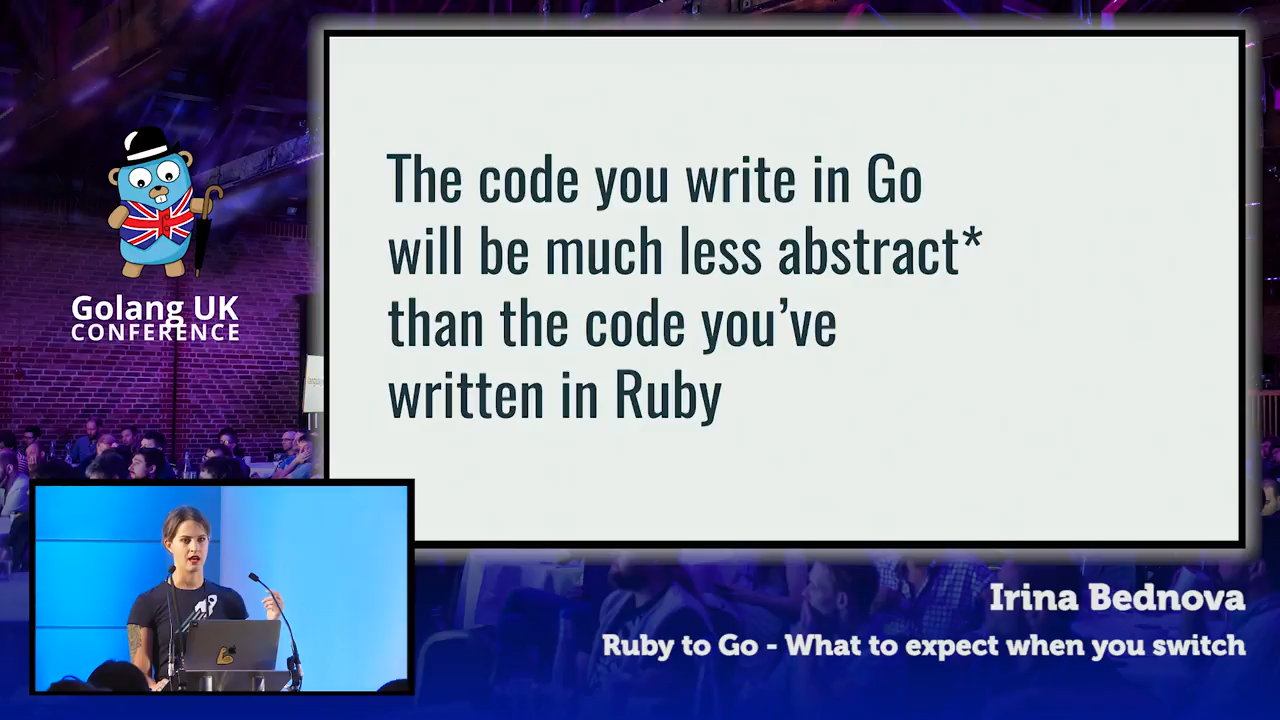 Golang UK
CONFERENCE
The code you write in Go
will be much less abstract*
than the code you’ve
written in Ruby
Irina Bednova
Ruby to Go - What to expect when you switch